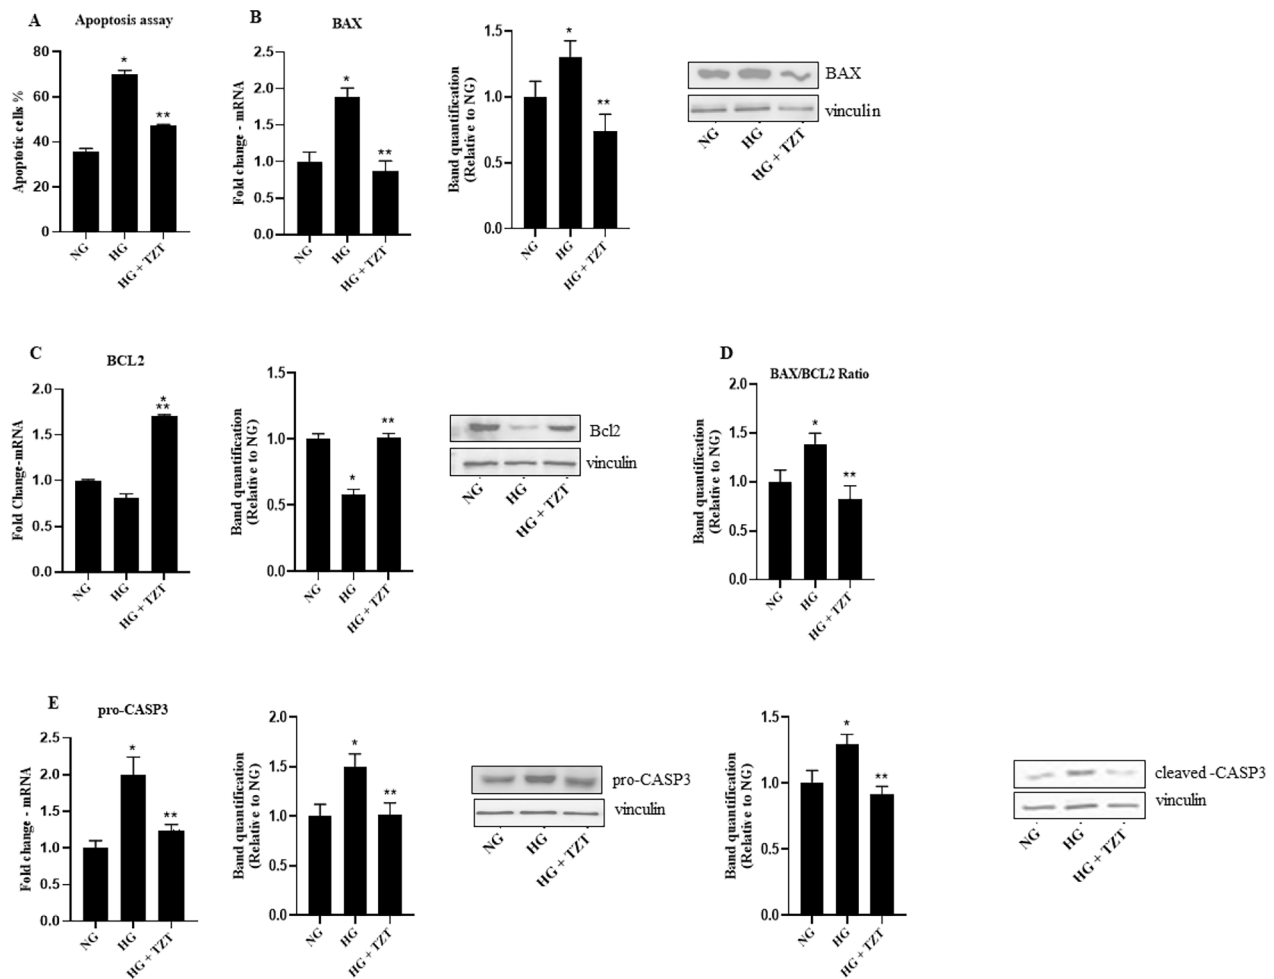 A
Apoptosis assay
Apoptotic cells %
80
60
40
20
0
*
**
NG
HG
HG + TZT
B
BAX
Fold change - mRNA
2.5
2.0
1.5
1.0
0.5
0.0
*
**
NG
HG
HG + TZT
Band quantification
(Relative to NG)
1.5
1.0
0.5
0.0
*
**
NG
HG
HG + TZT
BAX
vinculin
NG
HG
HG + TZT
C
BCL2
Fold Change-mRNA
2.0
1.5
1.0
0.5
0.0
*
**
NG
HG
HG + TZT
Band quantification
(Relative to NG)
1.5
1.0
0.5
0.0
*
**
NG
HG
HG + TZT
Bcl2
vinculin
NG
HG
HG + TZT
D
BAX/BCL2 Ratio
Band quantification
(Relative to NG)
2.0
1.5
1.0
0.5
0.0
*
**
NG
HG
HG + TZT
E
pro-CASP3
Fold change - mRNA
2.5
2.0
1.5
1.0
0.5
0.0
*
**
NG
HG
HG + TZT
Band quantification
(Relative to NG)
2.0
1.5
1.0
0.5
0.0
*
**
NG
HG
HG + TZT
pro-CASP3
vinculin
NG
HG
HG + TZT
Band quantification
(Relative to NG)
1.5
1.0
0.5
0.0
*
**
NG
HG
HG + TZT
cleaved -CASP3
vinculin
NG
HG
HG + TZT